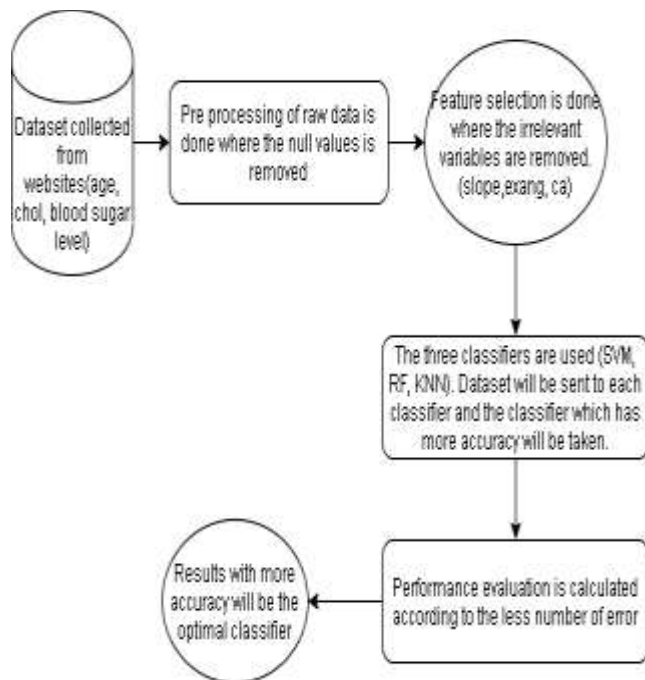 Dataset collected
from
websites(age,
chol, blood sugar
level)
Pre processing of raw data is
done where the null values is
removed
Feature selection is done
where the irrelevant
variables are removed.
(slope,exang, ca)
The three classifiers are used (SVM,
RF, KNN). Dataset will be sent to each
classifier and the classifier which has
more accuracy will be taken.
Performance evaluation is calculated
according to the less number of error
Results with more
accuracy will be the
optimal classifier